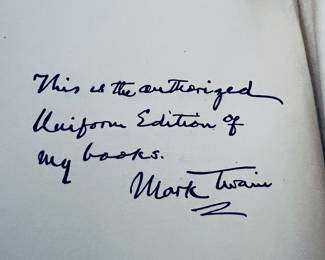 This is the authorized
Uniform Edition of
my books.
Mark Twain